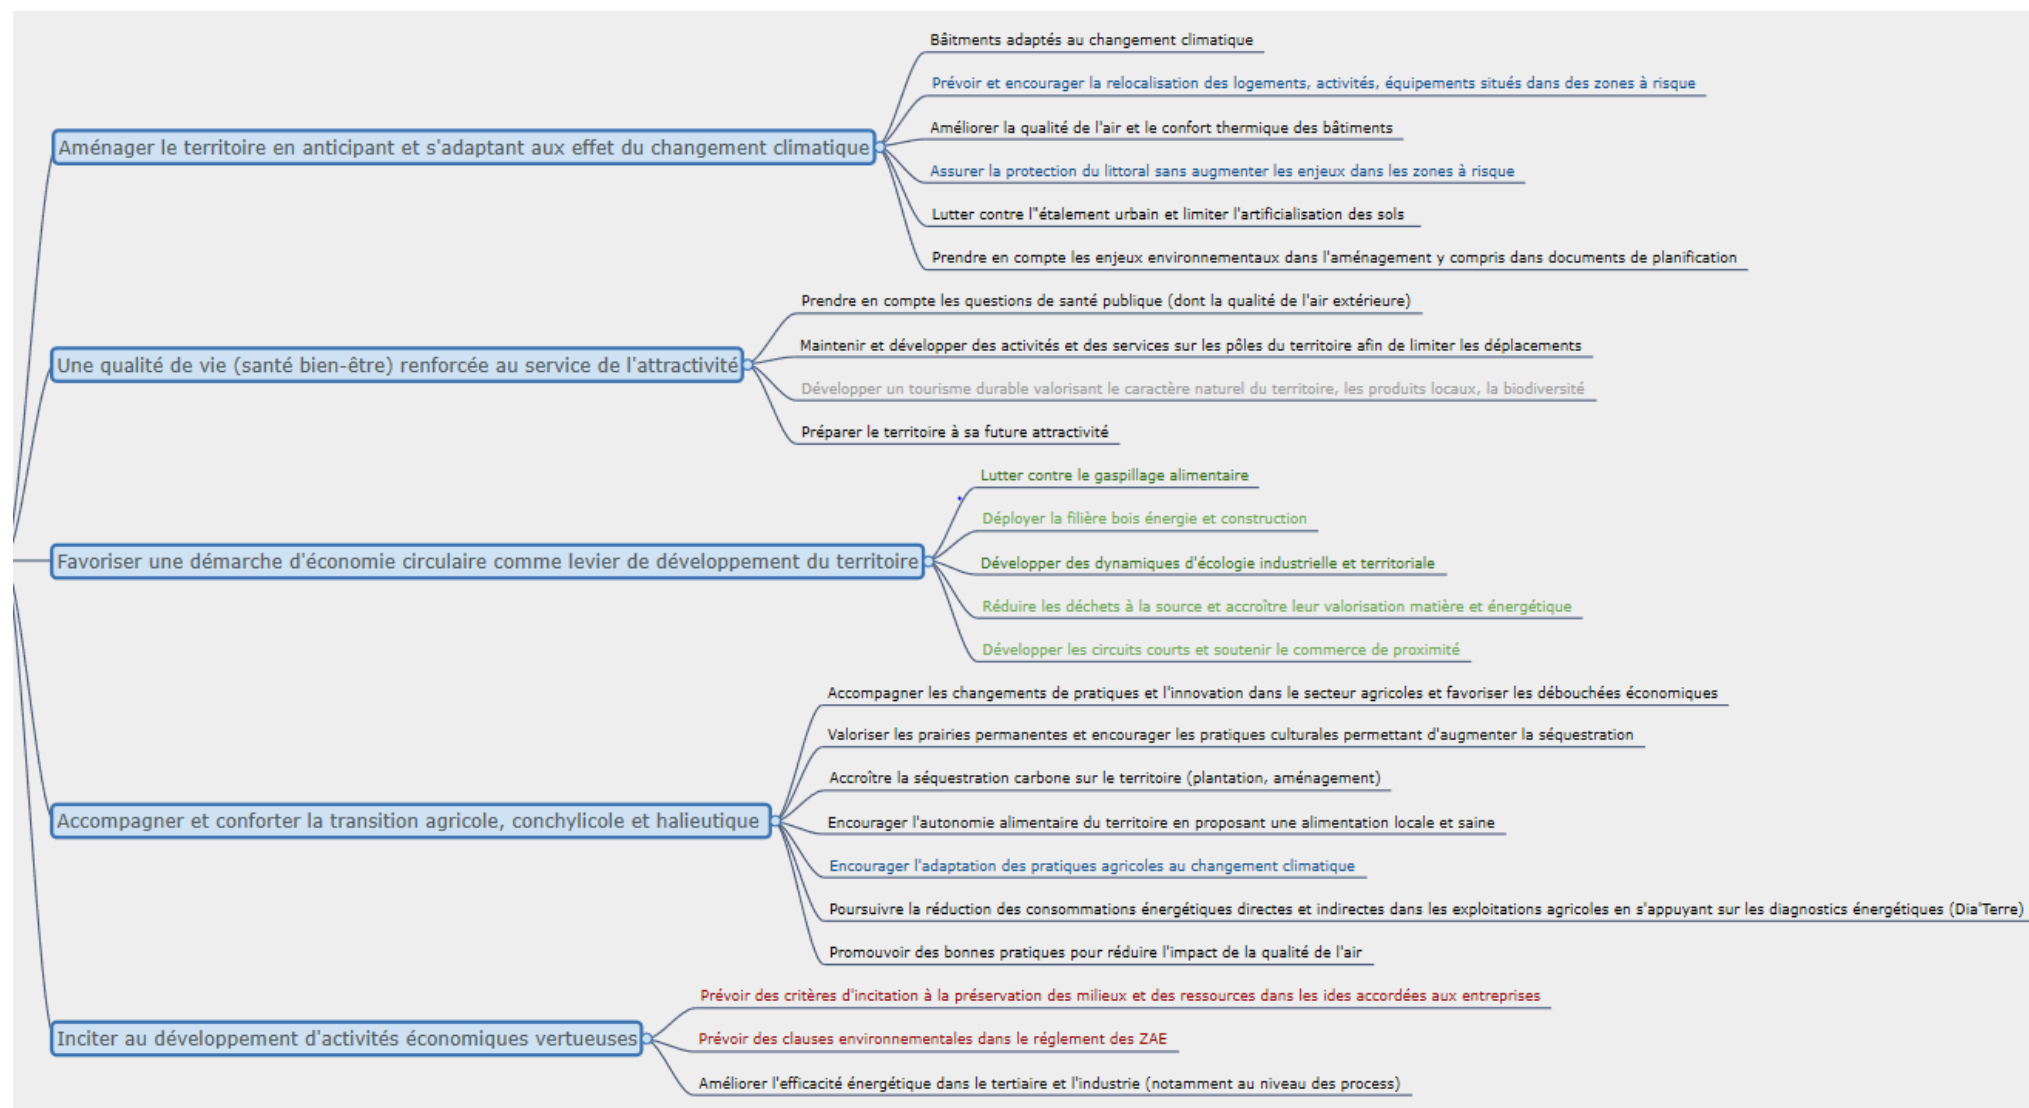 Aménager le territoire en anticipant et s'adaptant aux effet du changement climatique
Bâitments adaptés au changement climatique
Prévoir et encourager la relocalisation des logements, activités, équipements situés dans des zones à risque
Améliorer la qualité de l'air et le confort thermique des bâtiments
Assurer la protection du littoral sans augmenter les enjeux dans les zones à risque
Lutter contre l"étalement urbain et limiter l'artificialisation des sols
Prendre en compte les enjeux environnementaux dans l'aménagement y compris dans documents de planification
Une qualité de vie (santé bien-être) renforcée au service de l'attractivité
Prendre en compte les questions de santé publique (dont la qualité de l'air extérieure)
Maintenir et développer des activités et des services sur les pôles du territoire afin de limiter les déplacements
Développer un tourisme durable valorisant le caractère naturel du territoire, les produits locaux, la biodiversité
Préparer le territoire à sa future attractivité
Favoriser une démarche d'économie circulaire comme levier de développement du territoire
Lutter contre le gaspillage alimentaire
Déployer la filière bois énergie et construction
Développer des dynamiques d'écologie industrielle et territoriale
Réduire les déchets à la source et accroître leur valorisation matière et énergétique
Développer les circuits courts et soutenir le commerce de proximité
Accompagner et conforter la transition agricole, conchylicole et halieutique
Accompagner les changements de pratiques et l'innovation dans le secteur agricoles et favoriser les débouchées économiques
Valoriser les prairies permanentes et encourager les pratiques culturales permettant d'augmenter la séquestration
Accroître la séquestration carbone sur le territoire (plantation, aménagement)
Encourager l'autonomie alimentaire du territoire en proposant une alimentation locale et saine
Encourager l'adaptation des pratiques agricoles au changement climatique
Poursuivre la réduction des consommations énergétiques directes et indirectes dans les exploitations agricoles en s'appuyant sur les diagnostics énergétiques (Dia'Terre)
Promouvoir des bonnes pratiques pour réduire l'impact de la qualité de l'air
Inciter au développement d'activités économiques vertueuses
Prévoir des critères d'incitation à la préservation des milieux et des ressources dans les ides accordées aux entreprises
Prévoir des clauses environnementales dans le réglement des ZAE
Améliorer l'efficacité énergétique dans le tertiaire et l'industrie (notamment au niveau des process)